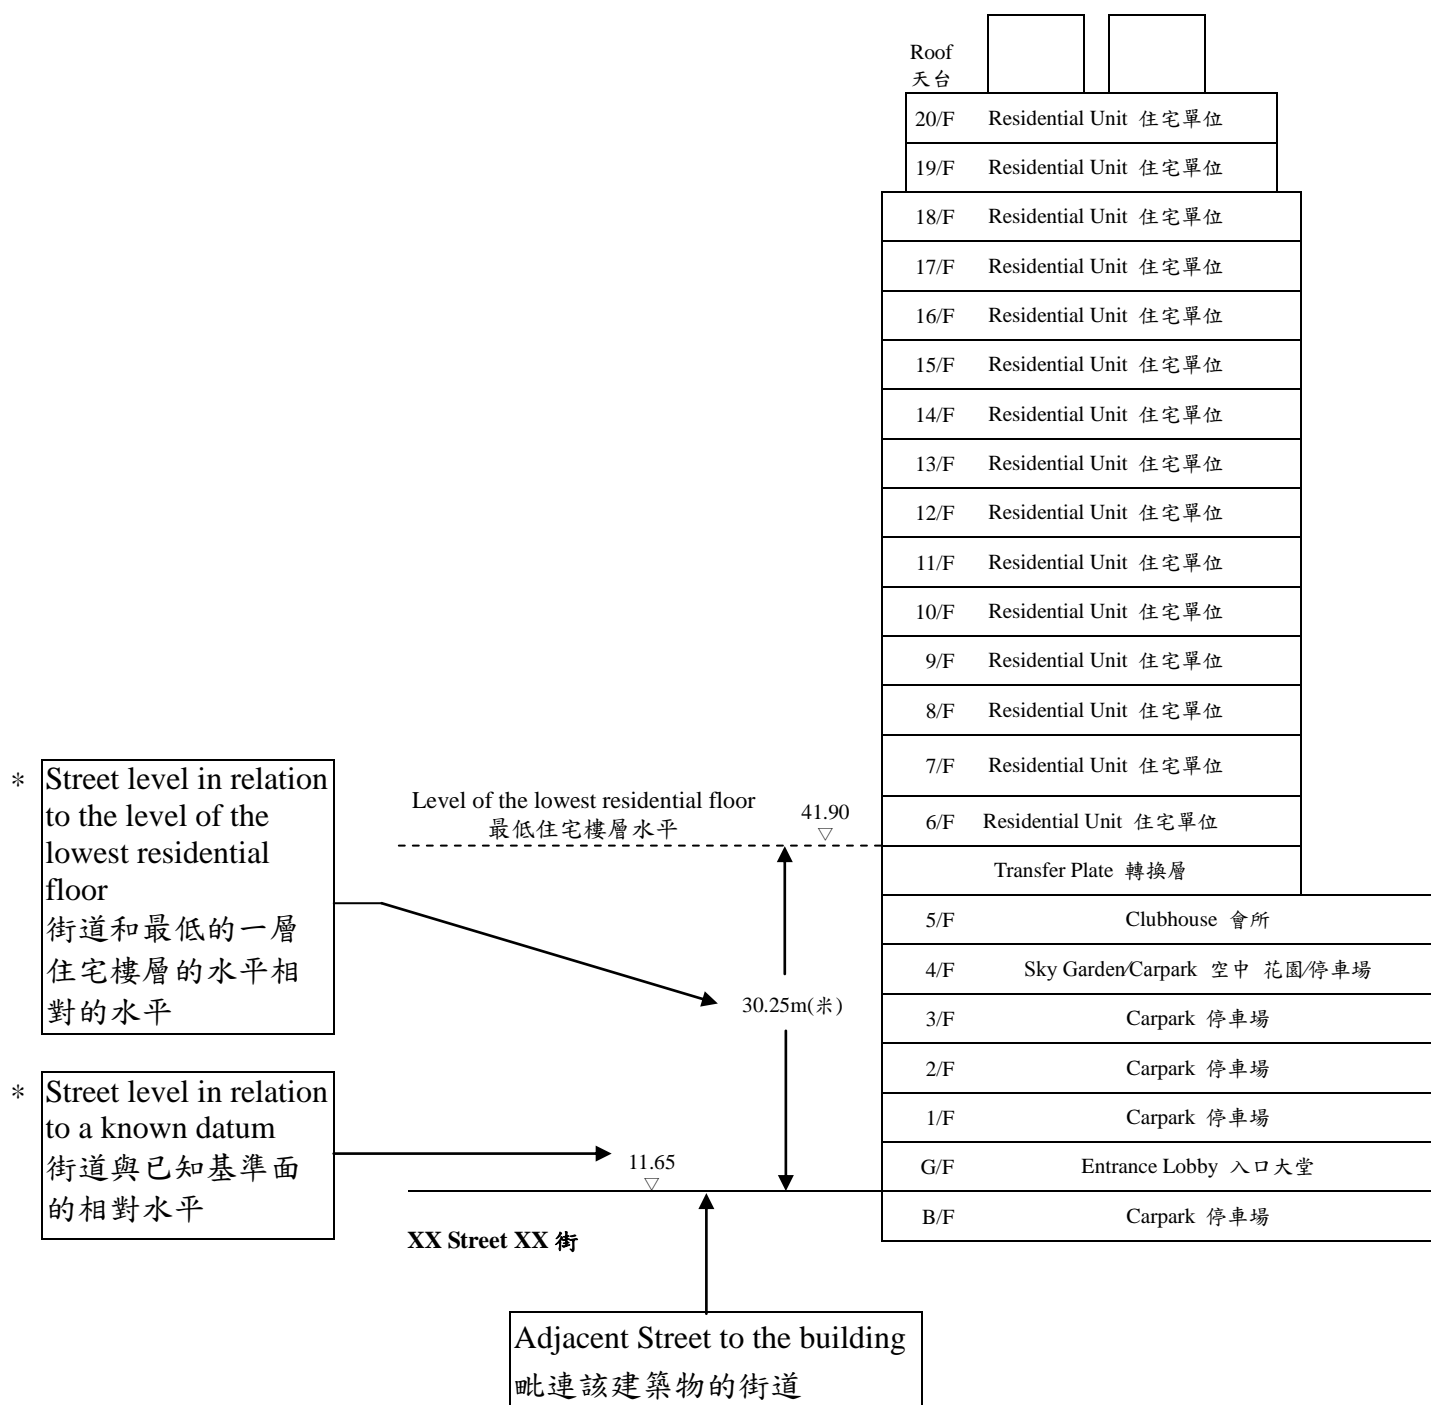 Roof
天台
20/F Residential Unit 住宅單位
19/F Residential Unit 住宅單位
18/F Residential Unit 住宅單位
17/F Residential Unit 住宅單位
16/F Residential Unit 住宅單位
15/F Residential Unit 住宅單位
14/F Residential Unit 住宅單位
13/F Residential Unit 住宅單位
12/F Residential Unit 住宅單位
11/F Residential Unit 住宅單位
10/F Residential Unit 住宅單位
9/F Residential Unit 住宅單位
8/F Residential Unit 住宅單位
7/F Residential Unit 住宅單位
6/F Residential Unit 住宅單位
Transfer Plate 轉換層
5/F Clubhouse 會所
4/F Sky Garden/Carpark 空中 花園/停車場
3/F Carpark 停車場
2/F Carpark 停車場
1/F Carpark 停車場
G/F Entrance Lobby 入口大堂
B/F Carpark 停車場
* Street level in relation
to the level of the
lowest residential
floor
街道和最低的一層
住宅樓層的水平相
對的水平
Level of the lowest residential floor
最低住宅樓層水平
41.90
30.25m(米)
* Street level in relation
to a known datum
街道與已知基準面
的相對水平
11.65
XX Street XX 街
Adjacent Street to the building
毗連該建築物的街道